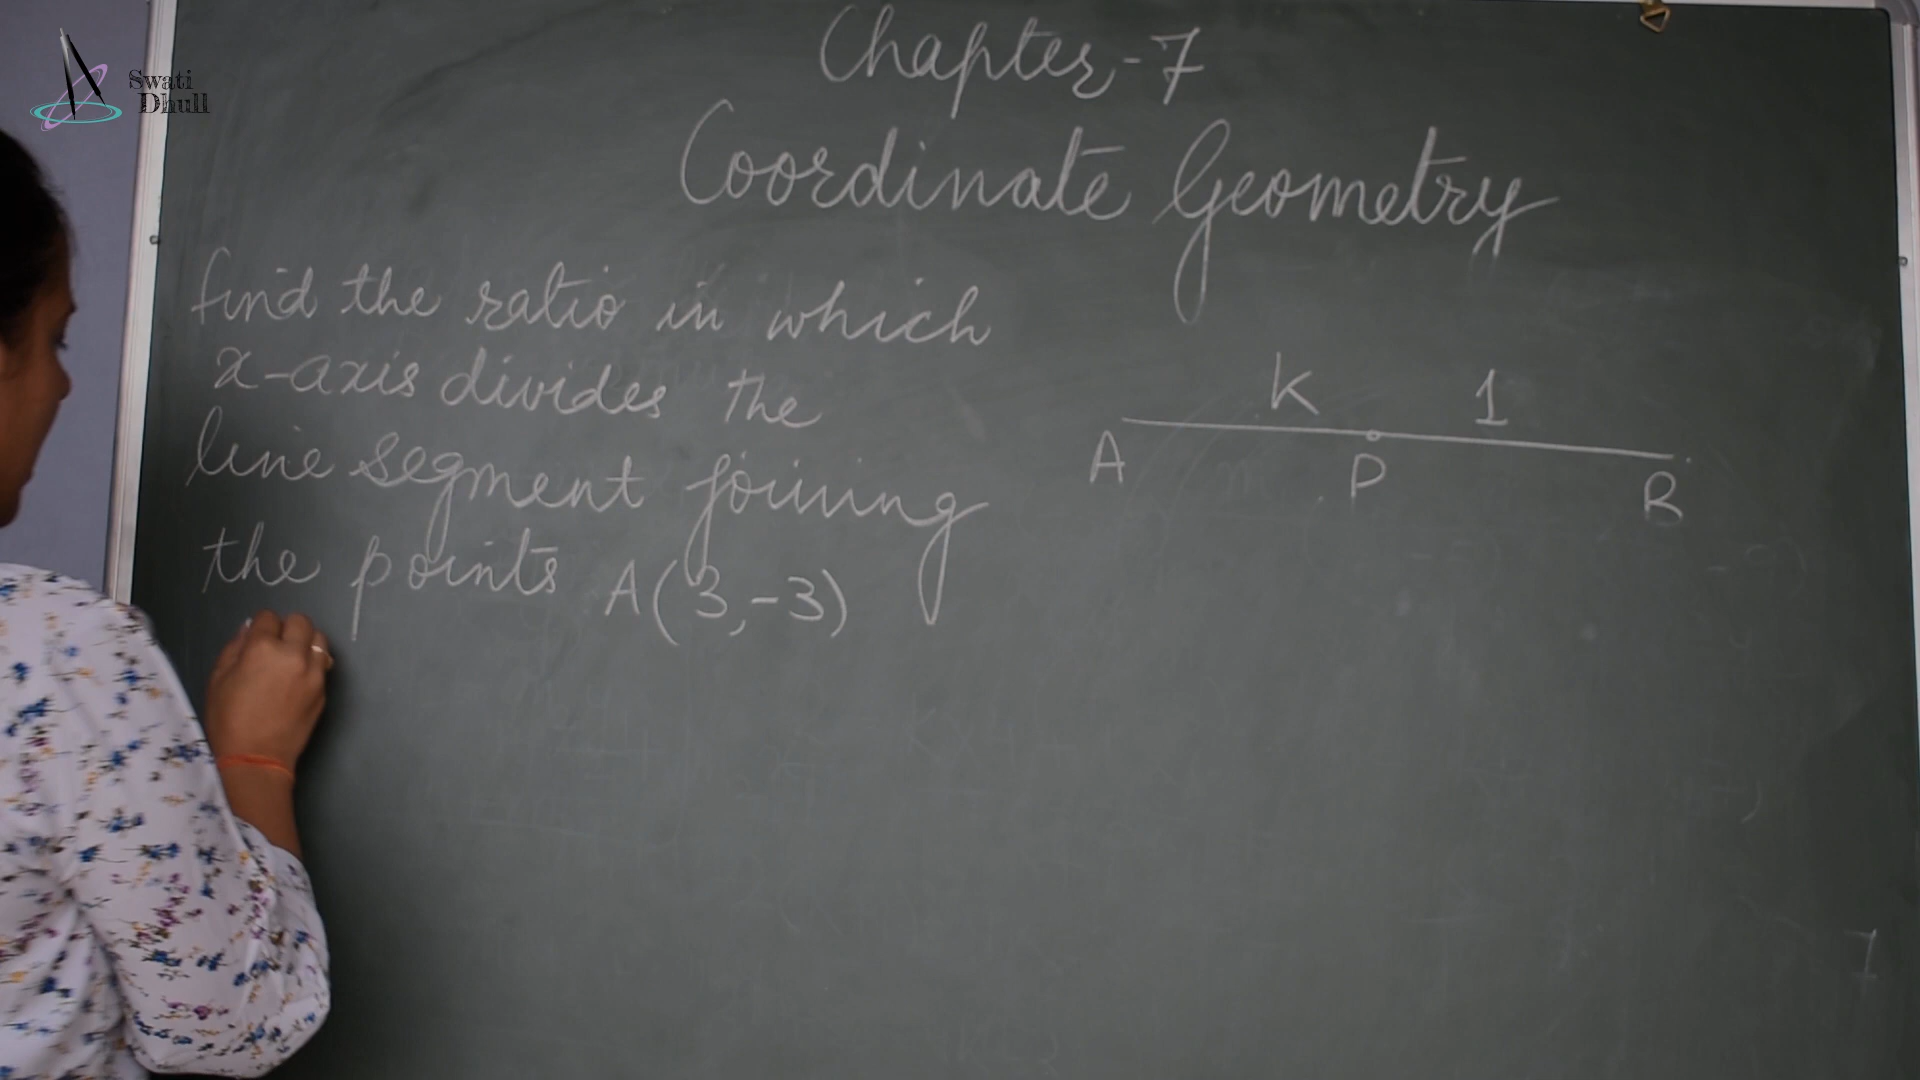 Swati
Dhull
Chapter-7
Coordinate Geometry
find the ratio in which
x-axis divides the
line segment joining
the points A(3,-3)
K 1
A P B